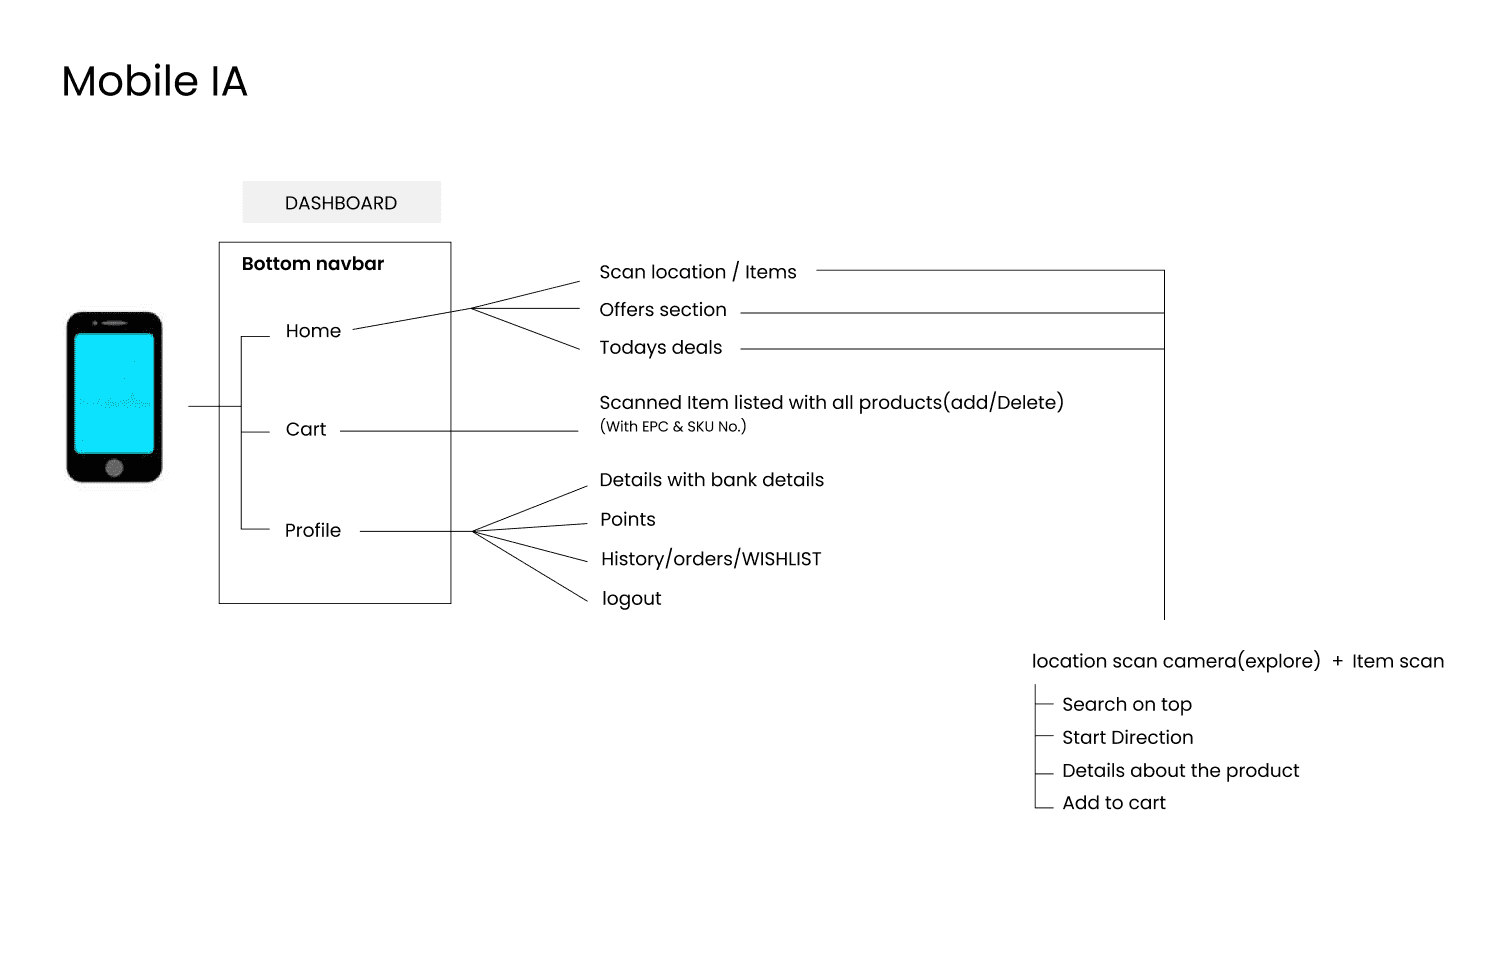 Mobile IA
DASHBOARD
Bottom navbar
Home
Cart
Profile
Scan location / Items
Offers section
Todays deals
Scanned Item listed with all products(add/Delete)
(With EPC & SKU No.)
Details with bank details
Points
History/orders/WISHLIST
logout
location scan camera(explore) + Item scan
Search on top
Start Direction
Details about the product
Add to cart